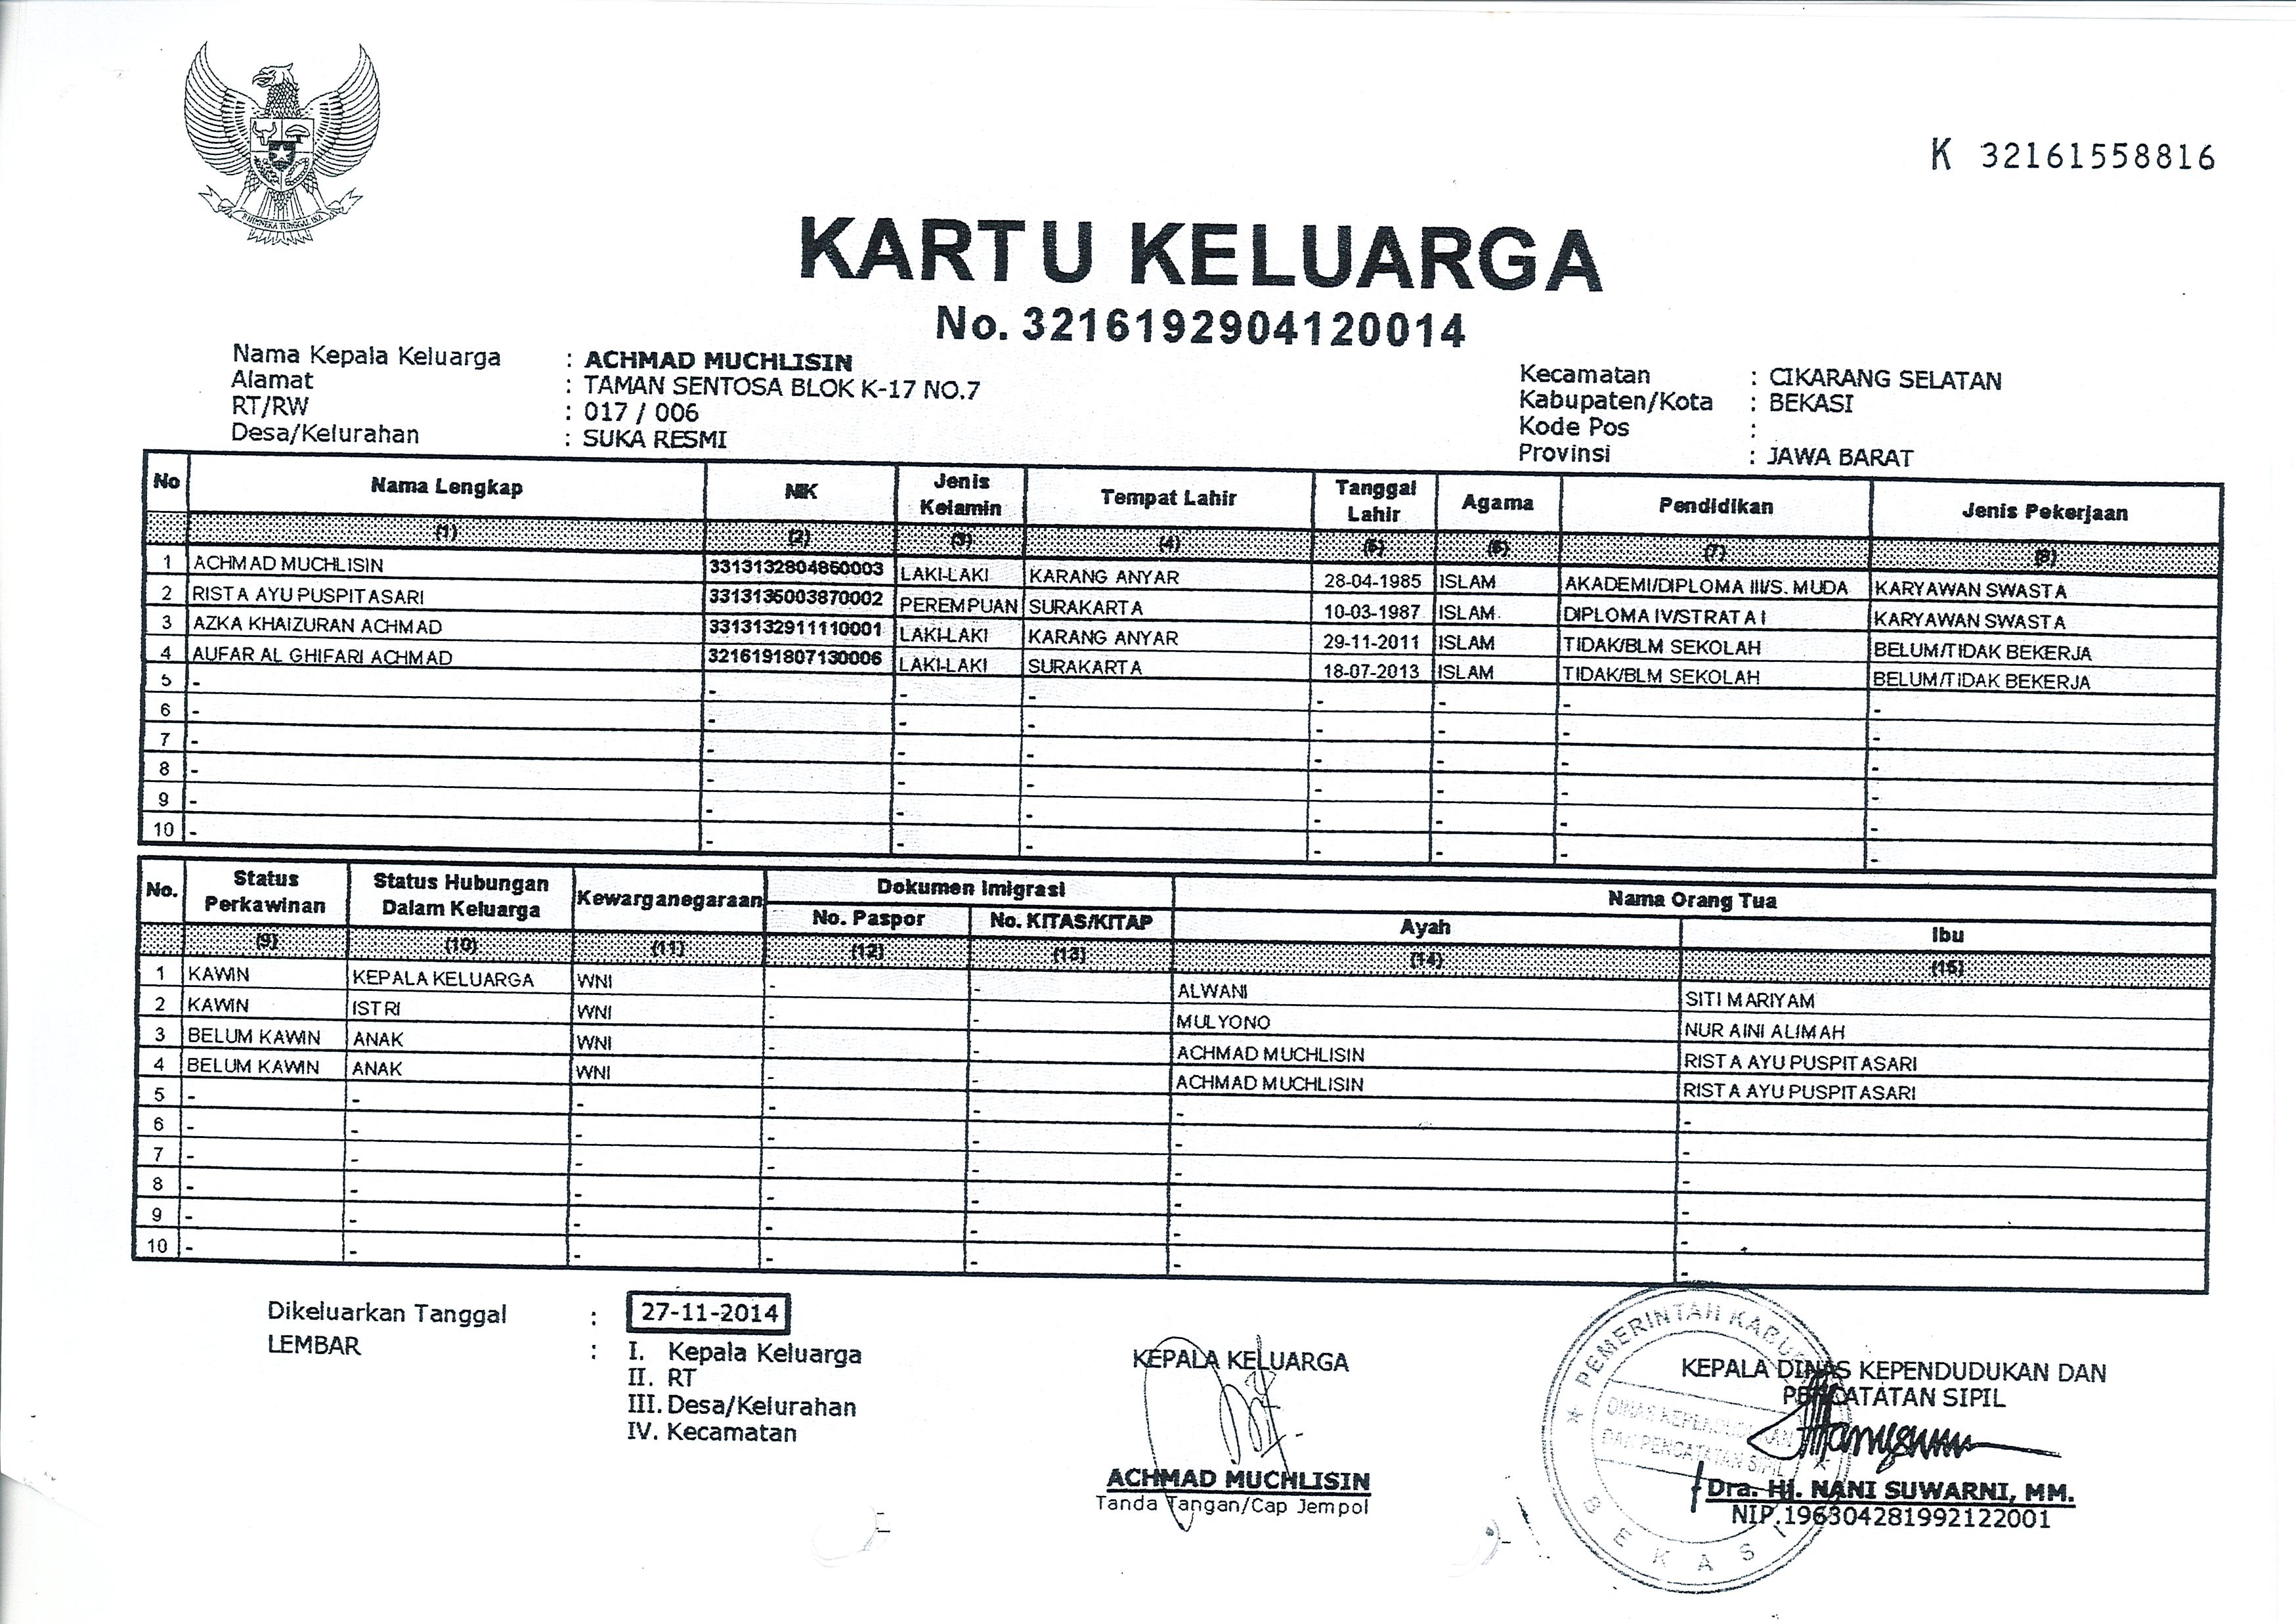 BHINNEKA TUNGGAL IKA
K 32161558816
KARTU KELUARGA
No. 3216192904120014
Nama Kepala Keluarga : ACHMAD MUCHLISIN
Alamat : TAMAN SENTOSA BLOK K-17 NO.7
RT/RW : 017 / 006
Desa/Kelurahan : SUKA RESMI
Kecamatan : CIKARANG SELATAN
Kabupaten/Kota : BEKASI
Kode Pos :
Provinsi : JAWA BARAT
No Nama Lengkap NIK Jenis Kelamin Tempat Lahir Tanggal Lahir Agama Pendidikan Jenis Pekerjaan
(1) (2) (3) (4) (5) (6) (7) (8)
1 ACHMAD MUCHLISIN 3313132804850003 LAKI-LAKI KARANG ANYAR 28-04-1985 ISLAM AKADEMI/DIPLOMA III/S. MUDA KARYAWAN SWASTA
2 RISTA AYU PUSPITASARI 3313135003870002 PEREMPUAN SURAKARTA 10-03-1987 ISLAM DIPLOMA IV/STRATA I KARYAWAN SWASTA
3 AZKA KHAIZURAN ACHMAD 3313132911110001 LAKI-LAKI KARANG ANYAR 29-11-2011 ISLAM TIDAK/BLM SEKOLAH BELUM/TIDAK BEKERJA
4 AUFAR AL GHIFARI ACHMAD 3216191807130006 LAKI-LAKI SURAKARTA 18-07-2013 ISLAM TIDAK/BLM SEKOLAH BELUM/TIDAK BEKERJA
5 - - - - - - - -
6 - - - - - - - -
7 - - - - - - - -
8 - - - - - - - -
9 - - - - - - - -
10 - - - - - - - -
No. Status Perkawinan Status Hubungan Dalam Keluarga Kewarganegaraan Dokumen Imigrasi Nama Orang Tua
No. Paspor No. KITAS/KITAP Ayah Ibu
(9) (10) (11) (12) (13) (14) (15)
1 KAWIN KEPALA KELUARGA WNI - - ALWANI SITI MARIYAM
2 KAWIN ISTRI WNI - - MULYONO NUR AINI ALIMAH
3 BELUM KAWIN ANAK WNI - - ACHMAD MUCHLISIN RISTA AYU PUSPITASARI
4 BELUM KAWIN ANAK WNI - - ACHMAD MUCHLISIN RISTA AYU PUSPITASARI
5 - - - - - - -
6 - - - - - - -
7 - - - - - - -
8 - - - - - - -
9 - - - - - - -
10 - - - - - - -
Dikeluarkan Tanggal : 27-11-2014
LEMBAR : I. Kepala Keluarga
II. RT
III. Desa/Kelurahan
IV. Kecamatan
KEPALA KELUARGA
ACHMAD MUCHLISIN
Tanda Tangan/Cap Jempol
KEPALA DINAS KEPENDUDUKAN DAN
PENCATATAN SIPIL
Dra. Hj. NANI SUWARNI, MM.
NIP.196304281992122001
PEMERINTAH
DINAS KEPENDUDUKAN
DAN PENCATATAN SIPIL
BEKASI